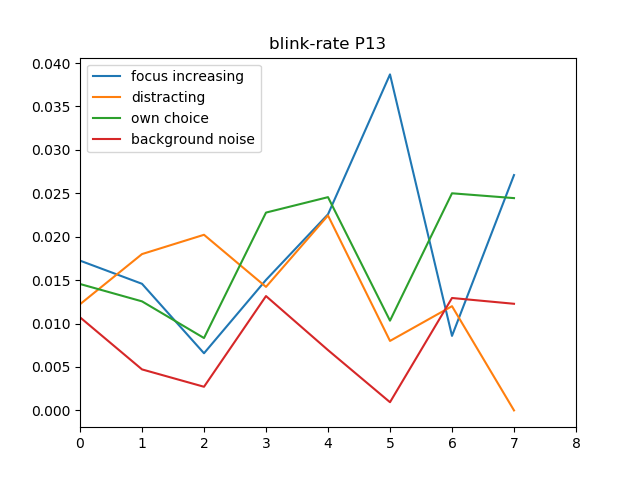 blink-rate P13
focus increasing
distracting
own choice
background noise
0.040
0.035
0.030
0.025
0.020
0.015
0.010
0.005
0.000
0 1 2 3 4 5 6 7 8